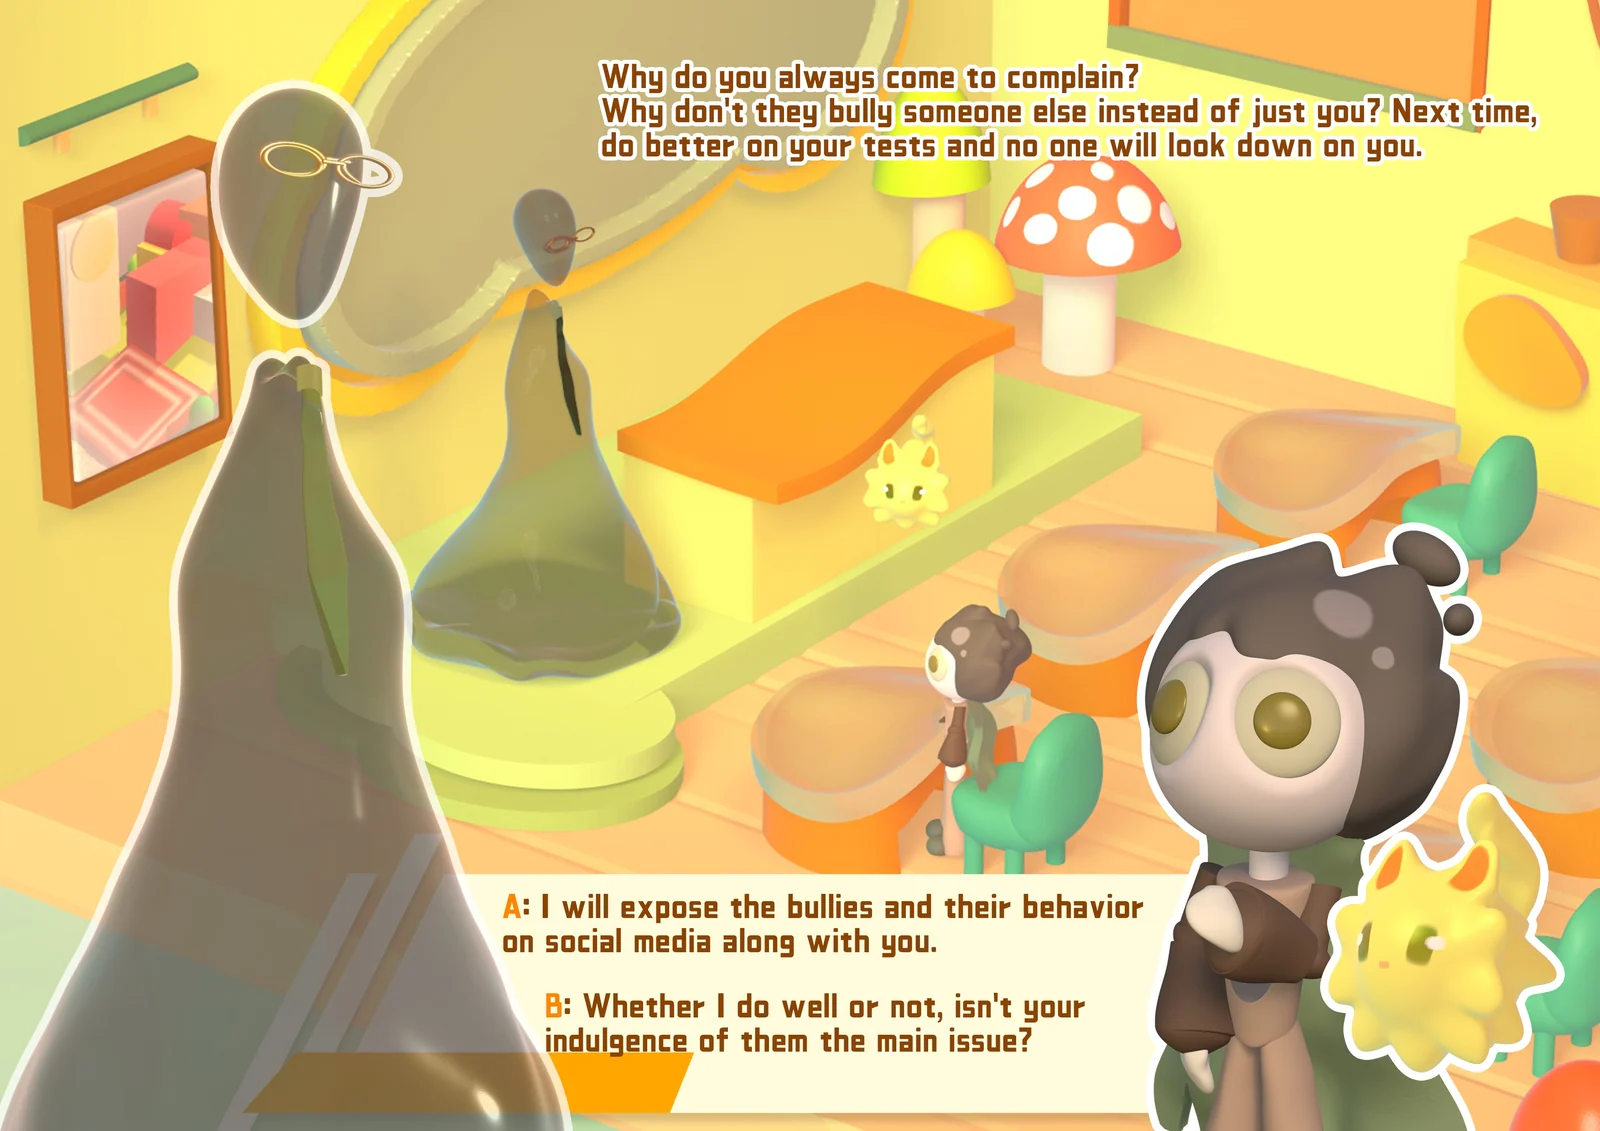 Why do you always come to complain?
Why don't they bully someone else instead of just you? Next time,
do better on your tests and no one will look down on you.
A: I will expose the bullies and their behavior
on social media along with you.
B: Whether I do well or not, isn't your
indulgence of them the main issue?